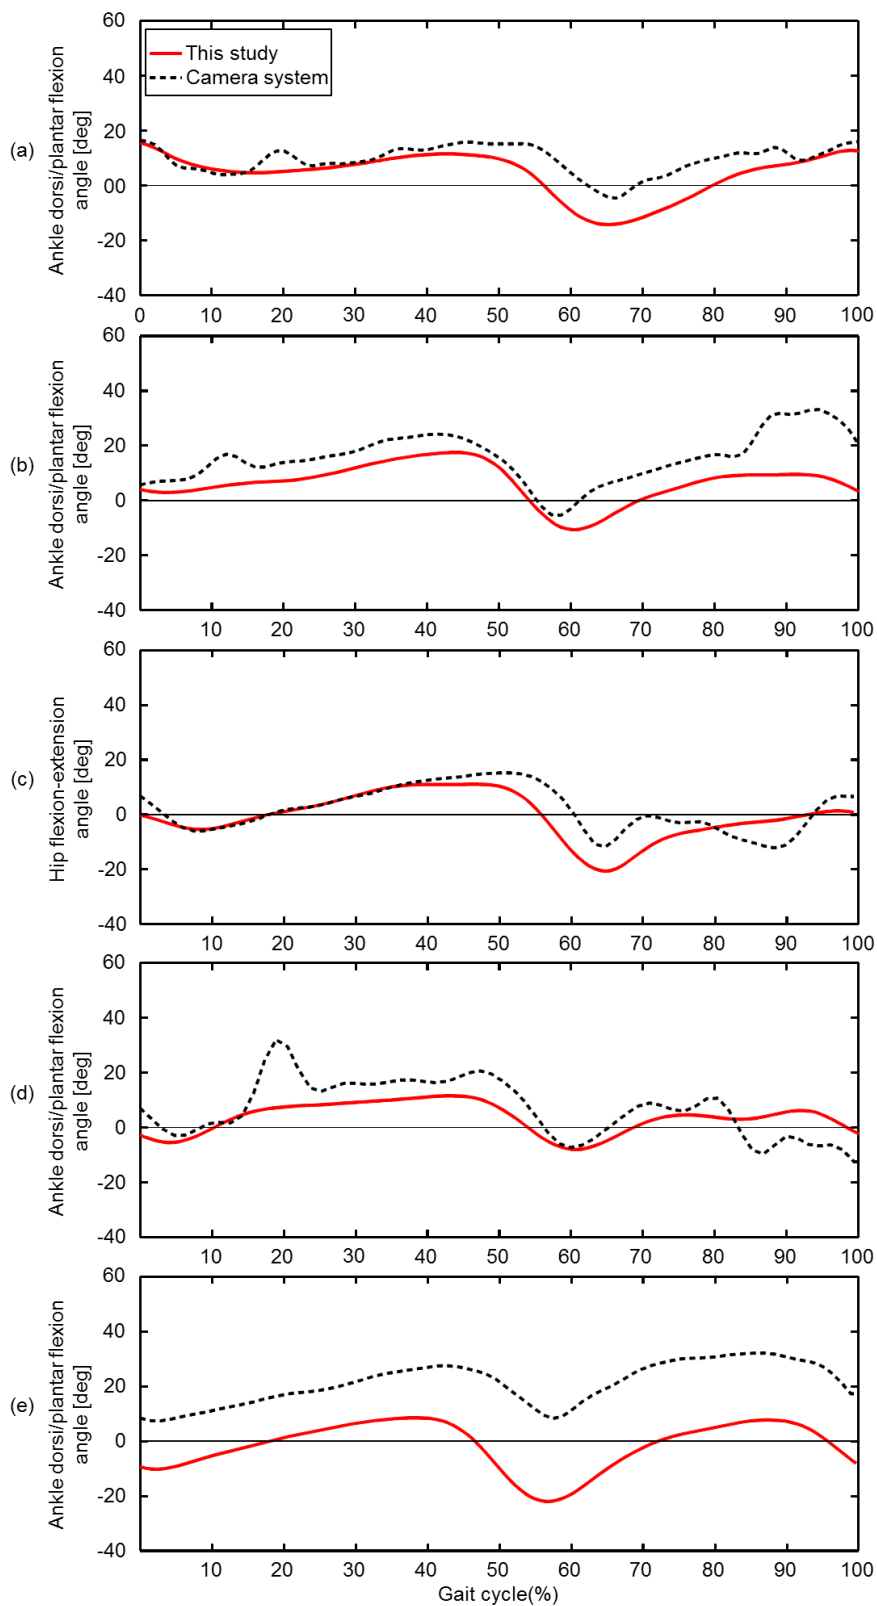 60
This study
Camera system
40
20
00
-20
-40
(a)
Ankle dorsi/plantar flexion
angle [deg]
0 10 20 30 40 50 60 70 80 90 100
60
40
20
0
-20
-40
(b)
Ankle dorsi/plantar flexion
angle [deg]
10 20 30 40 50 60 70 80 90 100
60
40
20
0
-20
-40
(c)
Hip flexion-extension
angle [deg]
10 20 30 40 50 60 70 80 90 100
60
40
20
0
-20
-40
(d)
Ankle dorsi/plantar flexion
angle [deg]
10 20 30 40 50 60 70 80 90 100
60
40
20
0
-20
-40
(e)
Ankle dorsi/plantar flexion
angle [deg]
10 20 30 40 50 60 70 80 90 100
Gait cycle(%)